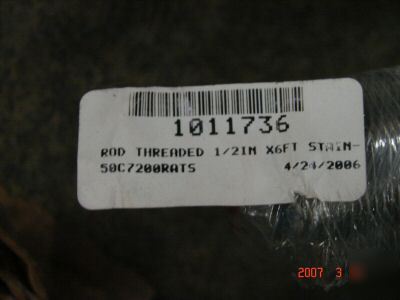 1011736
ROD THREADED 1/2IN X6FT STAIN-
50C7200RATS 4/24/2006
2007 3